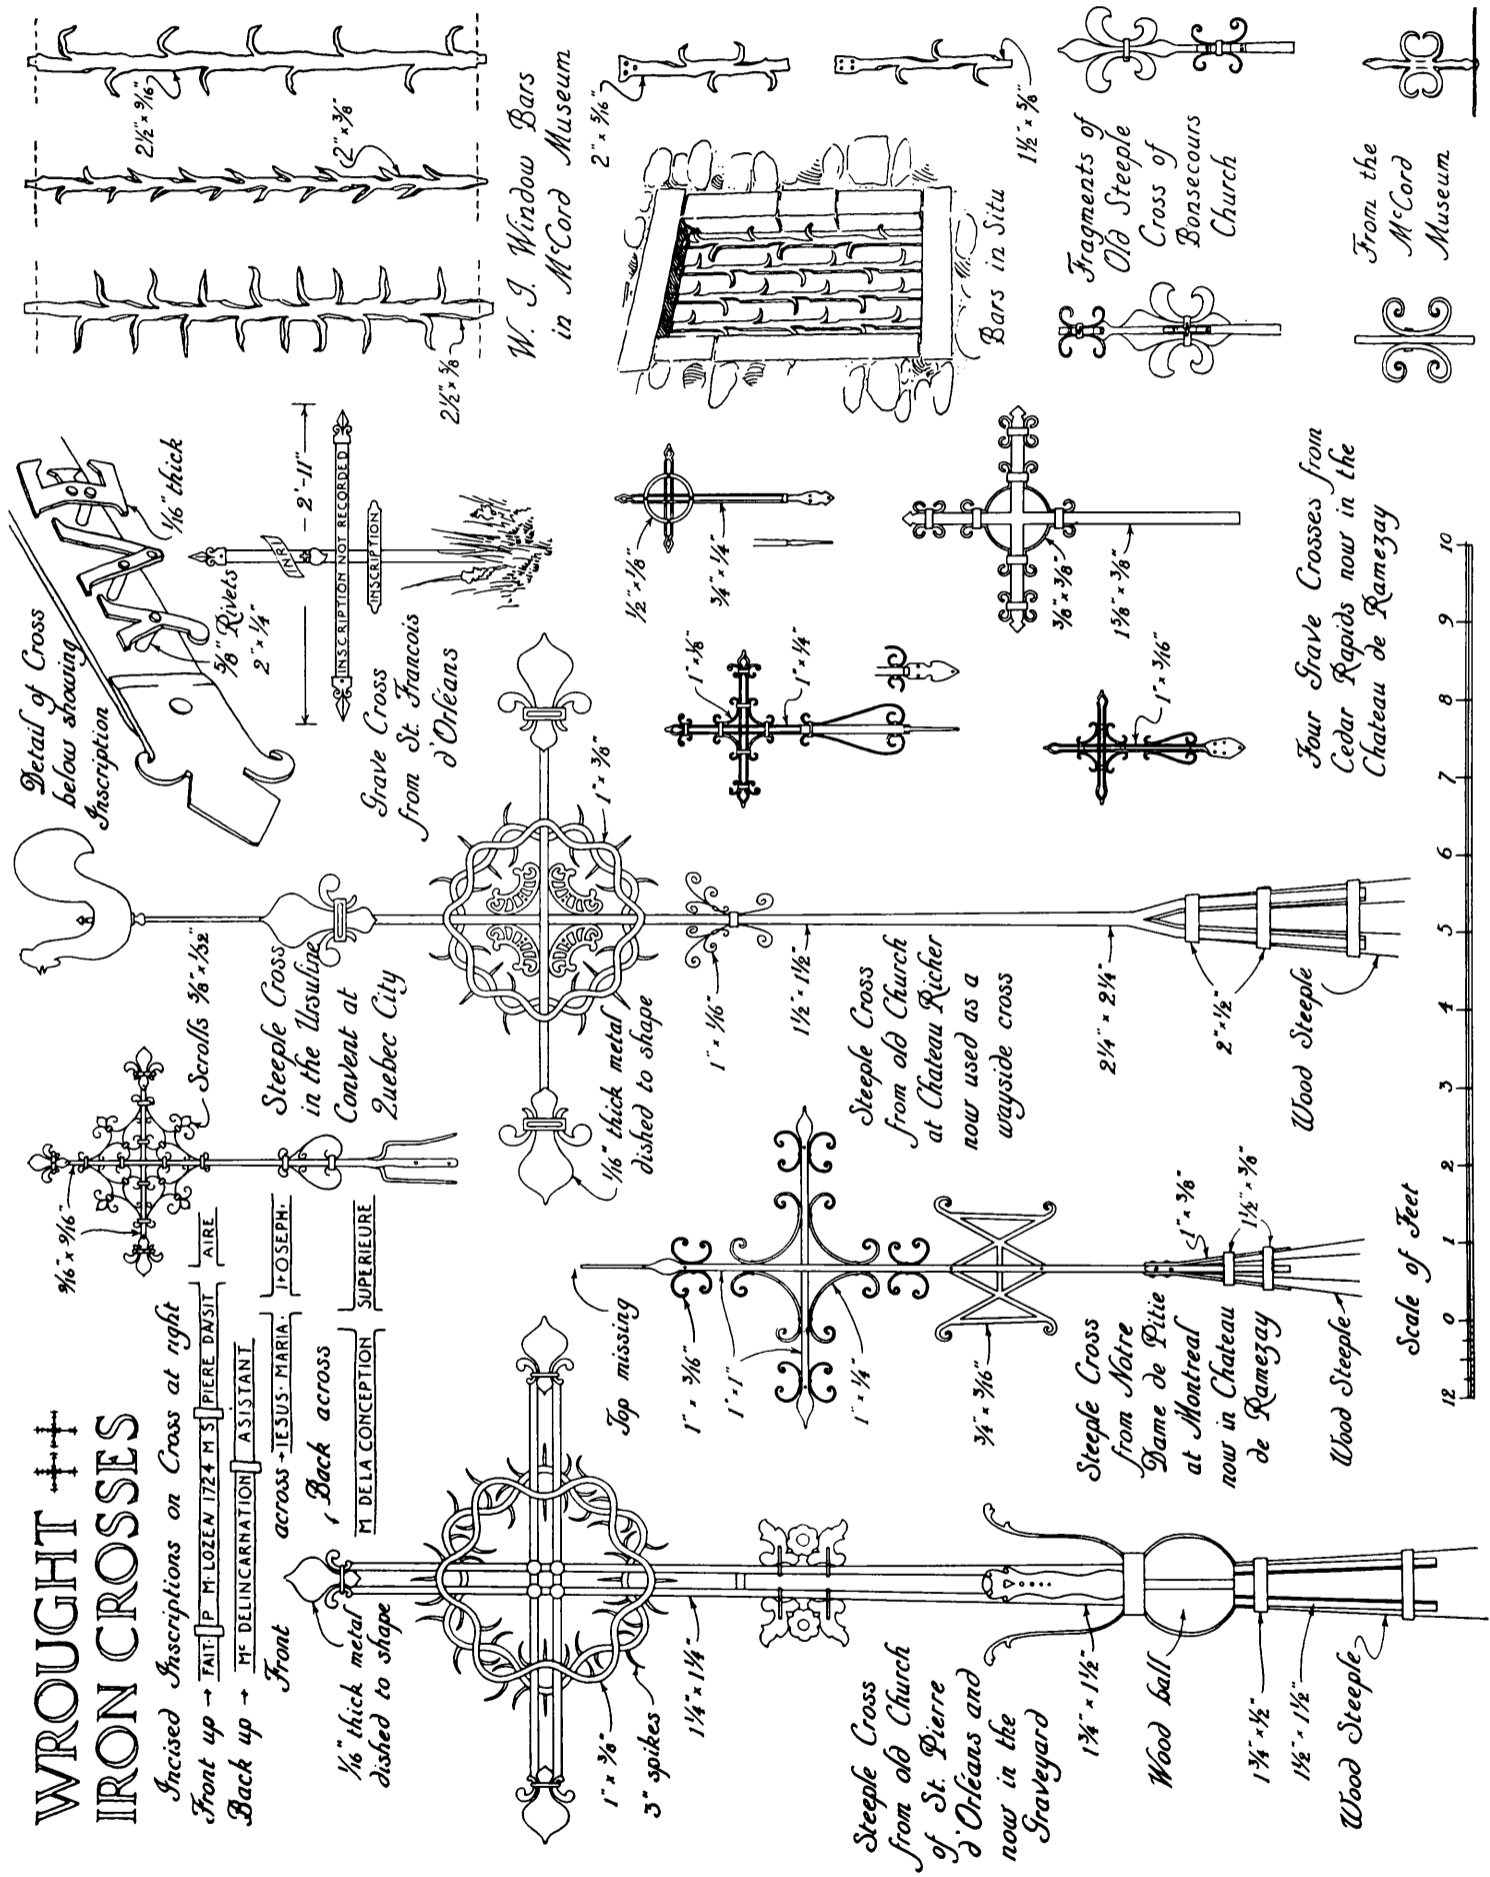 WROUGHT
IRON CROSSES
Incised Inscriptions on Cross at right
Front up → FAIT P M·LOZEN 1724 M S PIERE DAJSIT AIRE
Back up → Mᶜ DELINCARNATION ASISTANT
Front across → IESUS·MARIA· I+OSEPH·
Back across
M DE LA CONCEPTION SUPERIEURE
9/16" x 9/16"
Scrolls 5/8" x 1/32"
Steeple Cross
in the Ursuline
Convent at
Quebec City
Detail of Cross
below showing
Inscription
1/16" thick
5/8" Rivets
2" x 1/4"
2'-11"
INRI
INSCRIPTION NOT RECORDED
INSCRIPTION
Grave Cross
from St. Francois
d'Orléans
2 1/2" x 5/8"
2" x 3/8"
2 1/2" x 9/16"
W. I. Window Bars
in McCord Museum
2" x 5/16"
1 1/2" x 5/8"
Bars in Situ
Fragments of
Old Steeple
Cross of
Bonsecours
Church
From the
McCord
Museum
1/16" thick metal
dished to shape
1" x 3/8"
3" spikes
1 1/4" x 1 1/4"
Steeple Cross
from old Church
of St. Pierre
d'Orléans and
now in the
Graveyard
1 3/4" x 1 1/2"
Wood ball
1 3/4" x 1/2"
1 1/2" x 1 1/2"
Wood Steeple
Top missing
1" x 3/16"
1" x 1"
1" x 1/4"
3/4" x 3/16"
Steeple Cross
from Notre
Dame de Pitie
at Montreal
now in Chateau
de Ramezay
1" x 3/8"
1 1/2" x 3/8"
Wood Steeple
1" x 3/8"
1/16" thick metal
dished to shape
1" x 1/16"
1 1/2" x 1 1/2"
Steeple Cross
from old Church
at Chateau Richer
now used as a
wayside cross
2 1/4" x 2 1/4"
2" x 1/2"
Wood Steeple
1/2" x 1/8"
3/4" x 1/4"
1" x 1/4"
3/8" x 3/8"
1 5/8" x 3/8"
1" x 3/16"
Four Grave Crosses from
Cedar Rapids now in the
Chateau de Ramezay
12 0 1 2 3 4 5 6 7 8 9 10
Scale of Feet